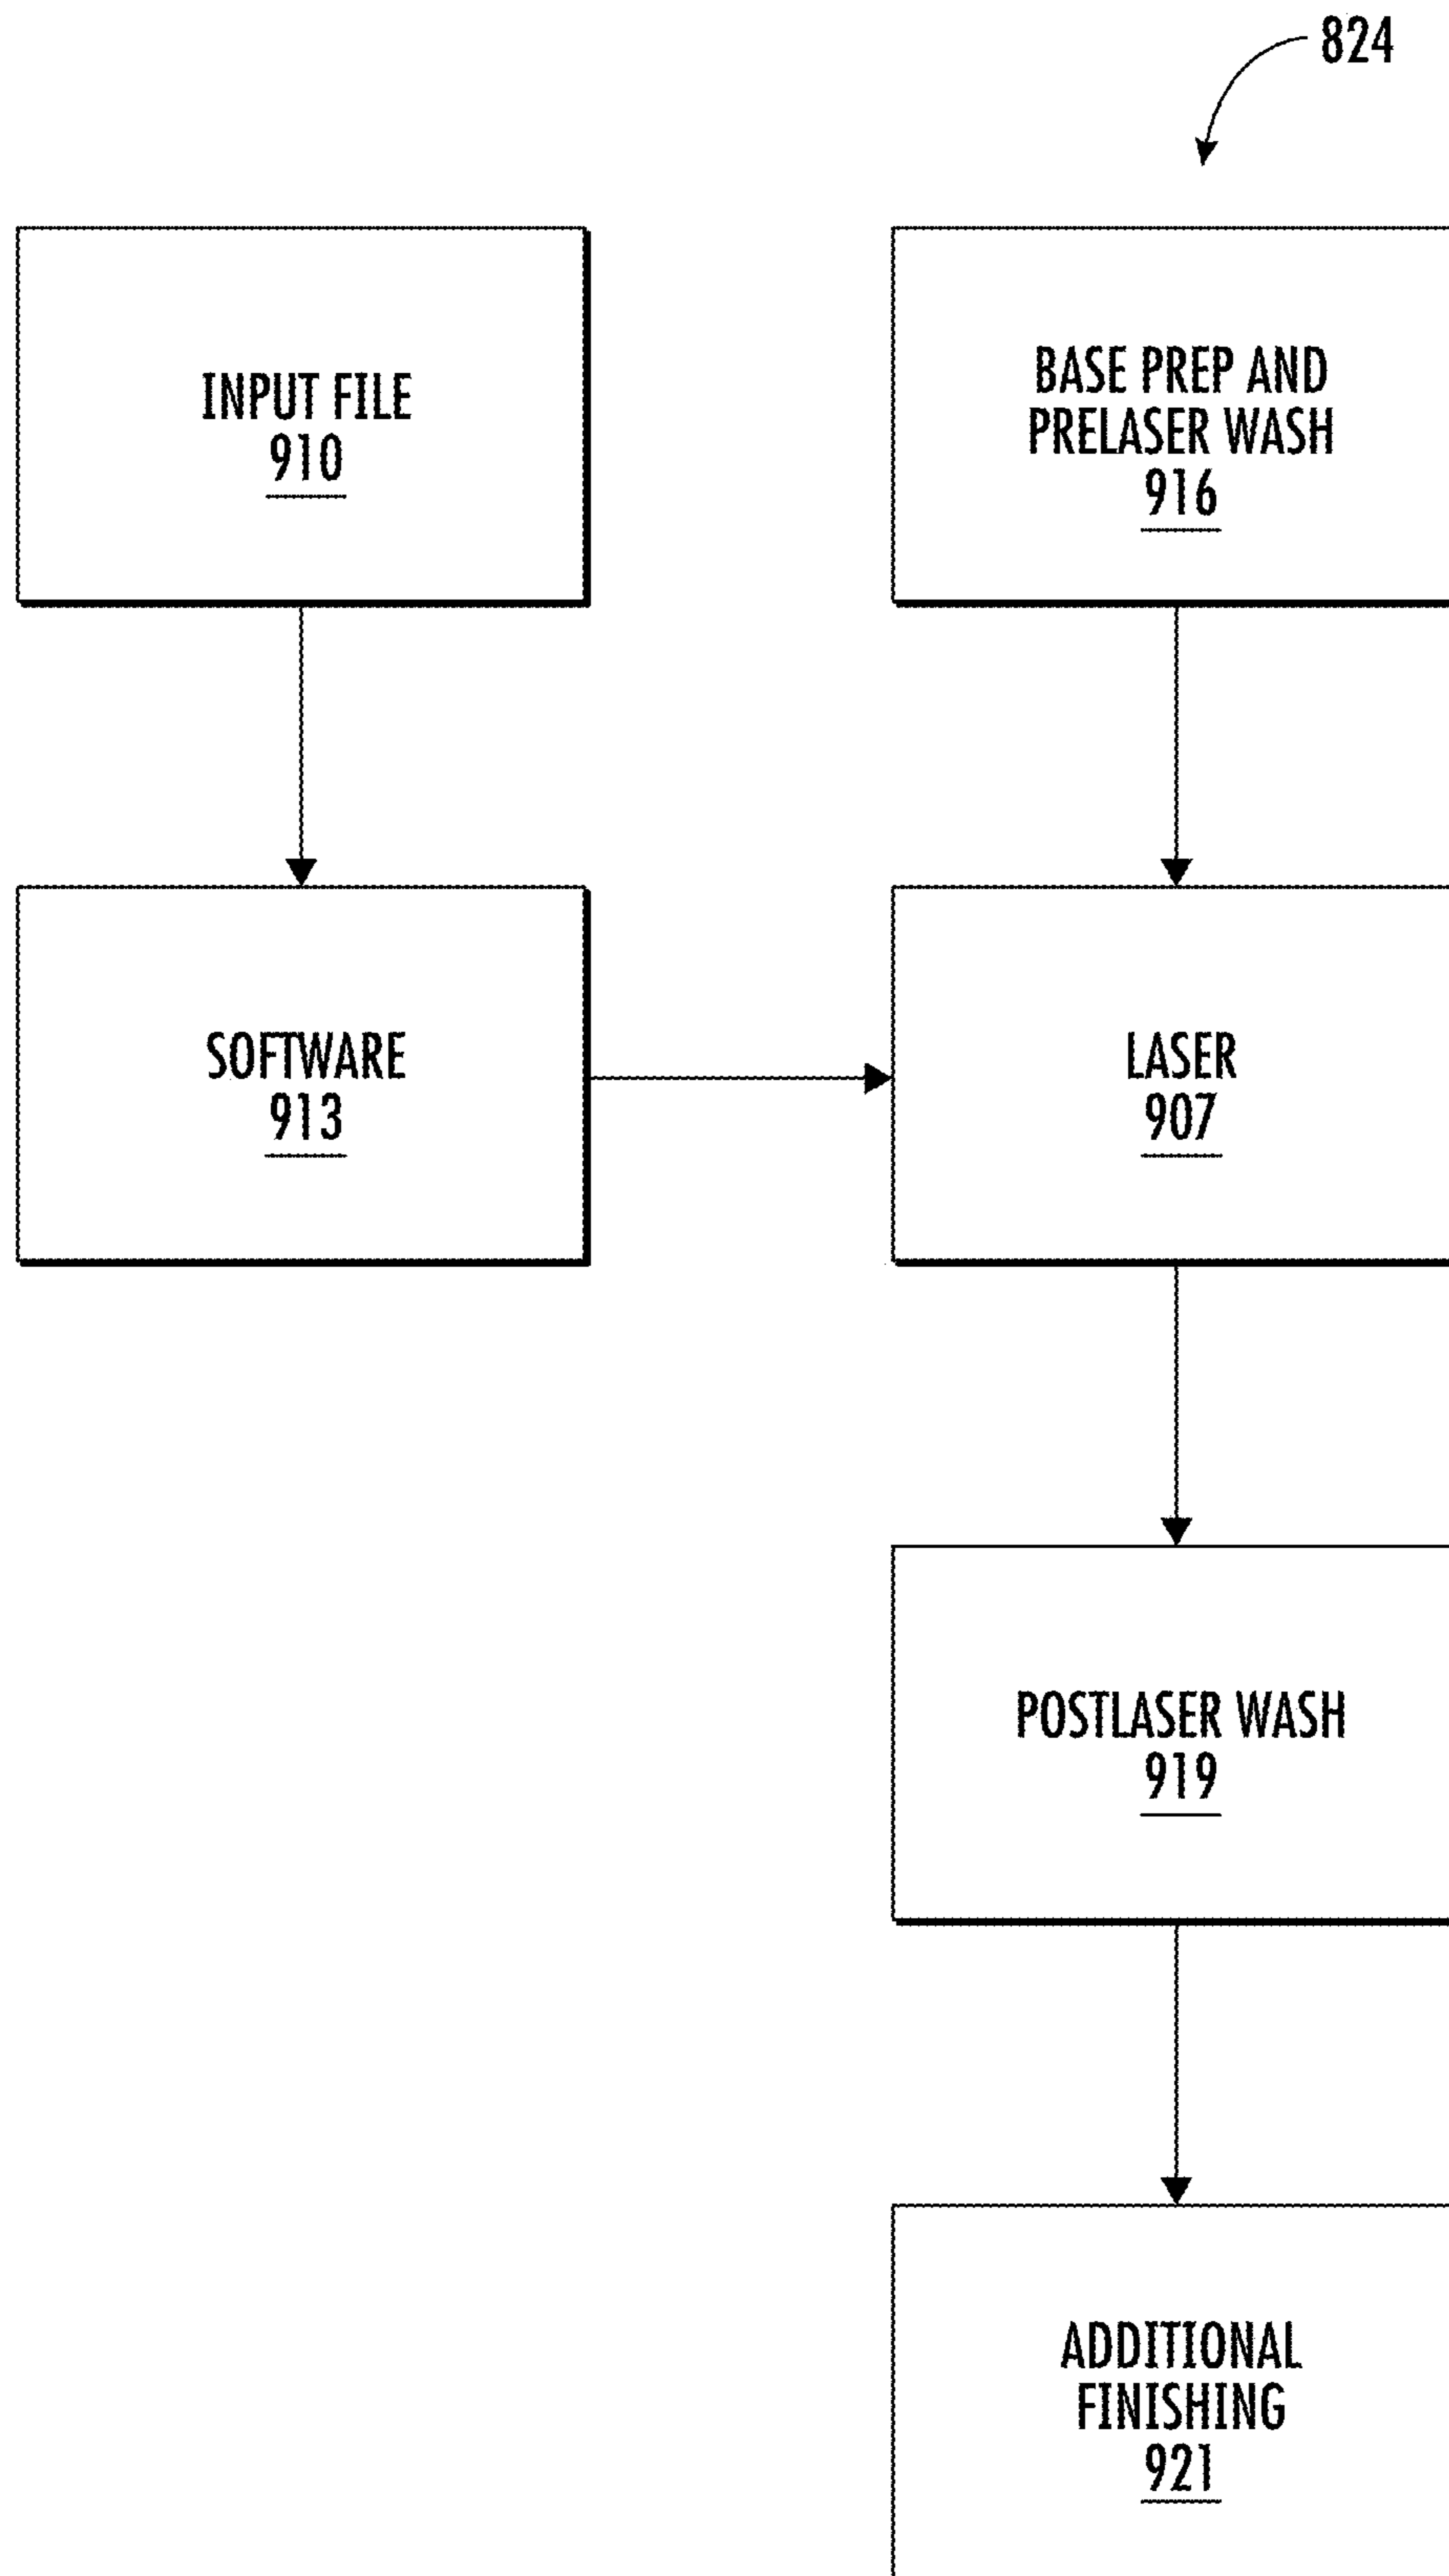 824
INPUT FILE
910
BASE PREP AND
PRELASER WASH
916
SOFTWARE
913
LASER
907
POSTLASER WASH
919
ADDITIONAL
FINISHING
921